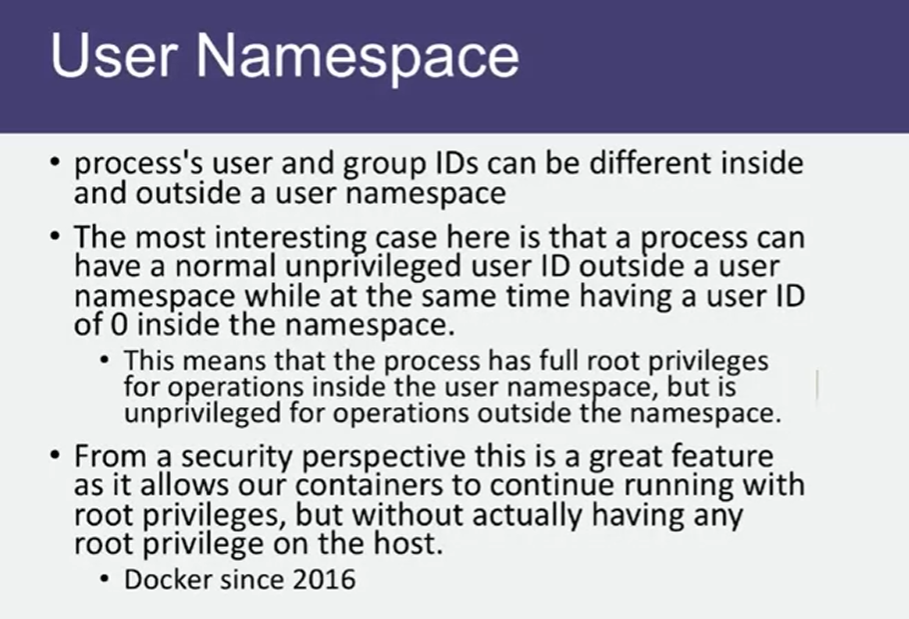 User Namespace
• process's user and group IDs can be different inside
and outside a user namespace
• The most interesting case here is that a process can
have a normal unprivileged user ID outside a user
namespace while at the same time having a user ID
of 0 inside the namespace.
• This means that the process has full root privileges
for operations inside the user namespace, but is
unprivileged for operations outside the namespace.
• From a security perspective this is a great feature
as it allows our containers to continue running with
root privileges, but without actually having any
root privilege on the host.
• Docker since 2016